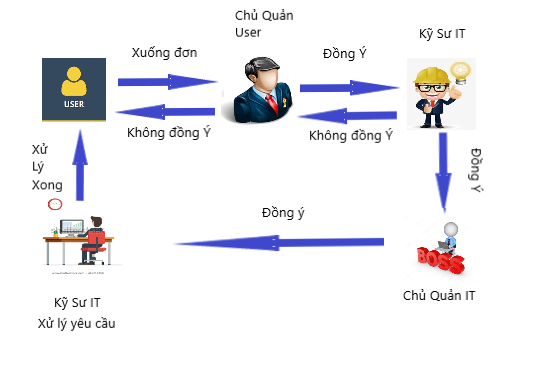 Chủ Quản
User
Kỹ Sư IT
Xuống đơn
Đồng Ý
USER
Không đồng Ý
Không đồng Ý
Xử
Lý
Xong
Đồng Ý
Đồng ý
BOSS
Kỹ Sư IT
Xử lý yêu cầu
Chủ Quản IT